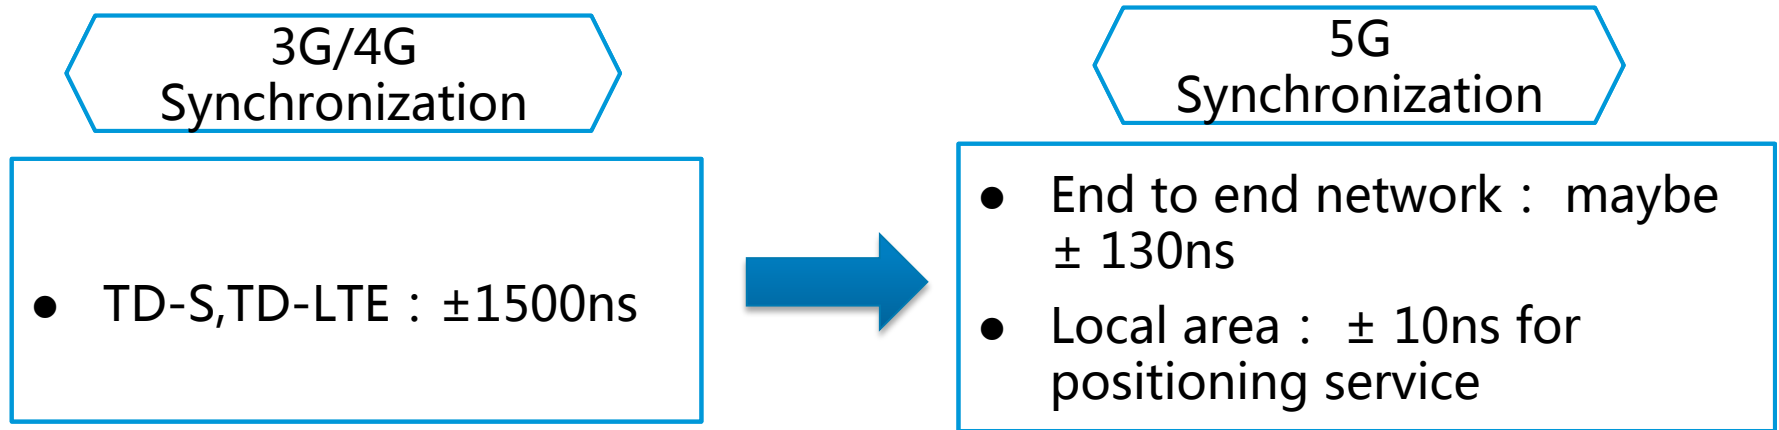 3G/4G
Synchronization
● TD-S,TD-LTE：±1500ns
5G
Synchronization
● End to end network： maybe
± 130ns
● Local area： ± 10ns for
positioning service